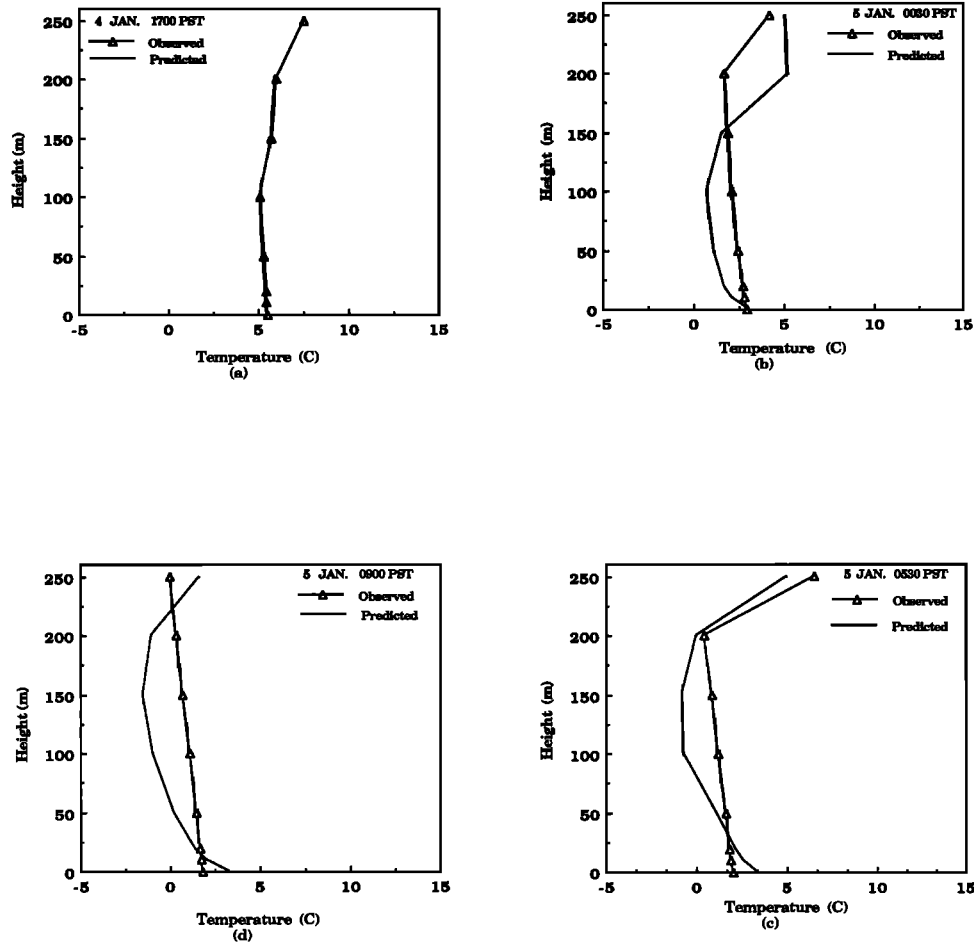 4 JAN. 1700 PST
Observed
Predicted
Height (m)
250
200
150
100
50
0
-5 0 5 10 15
Temperature (C)
(a)
5 JAN. 0030 PST
Observed
Predicted
Height (m)
250
200
150
100
50
0
-5 0 5 10 15
Temperature (C)
(b)
5 JAN. 0900 PST
Observed
Predicted
Height (m)
250
200
150
100
50
0
-5 0 5 10 15
Temperature (C)
(d)
5 JAN. 0530 PST
Observed
Predicted
Height (m)
250
200
150
100
50
0
-5 0 5 10 15
Temperature (C)
(c)